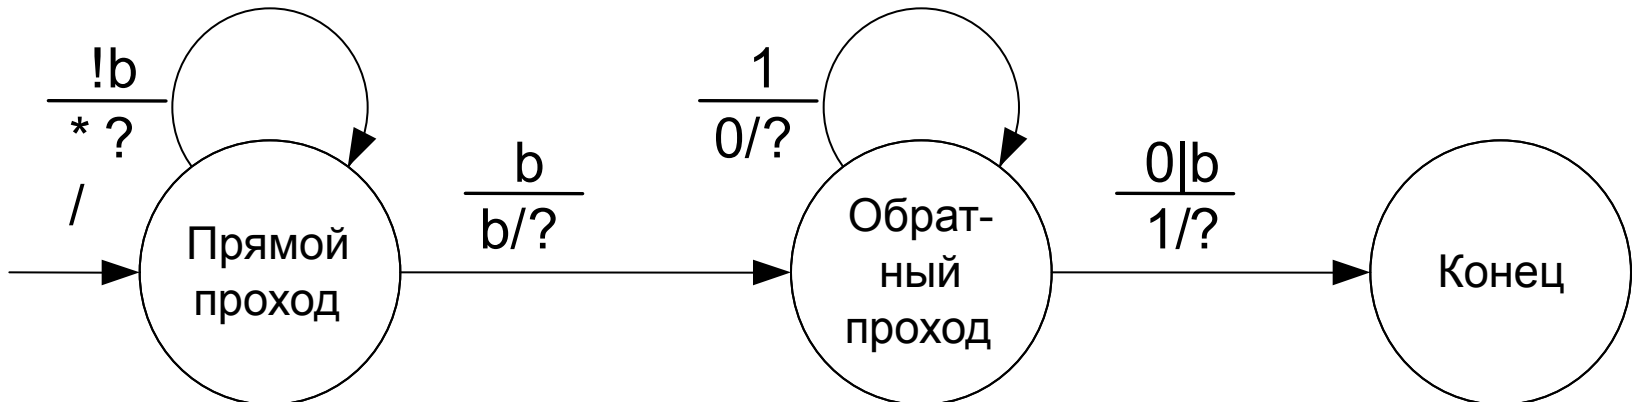 !b
* ?
/
Прямой
проход
b
b/?
1
0/?
Обрат-
ный
проход
0|b
1/?
Конец